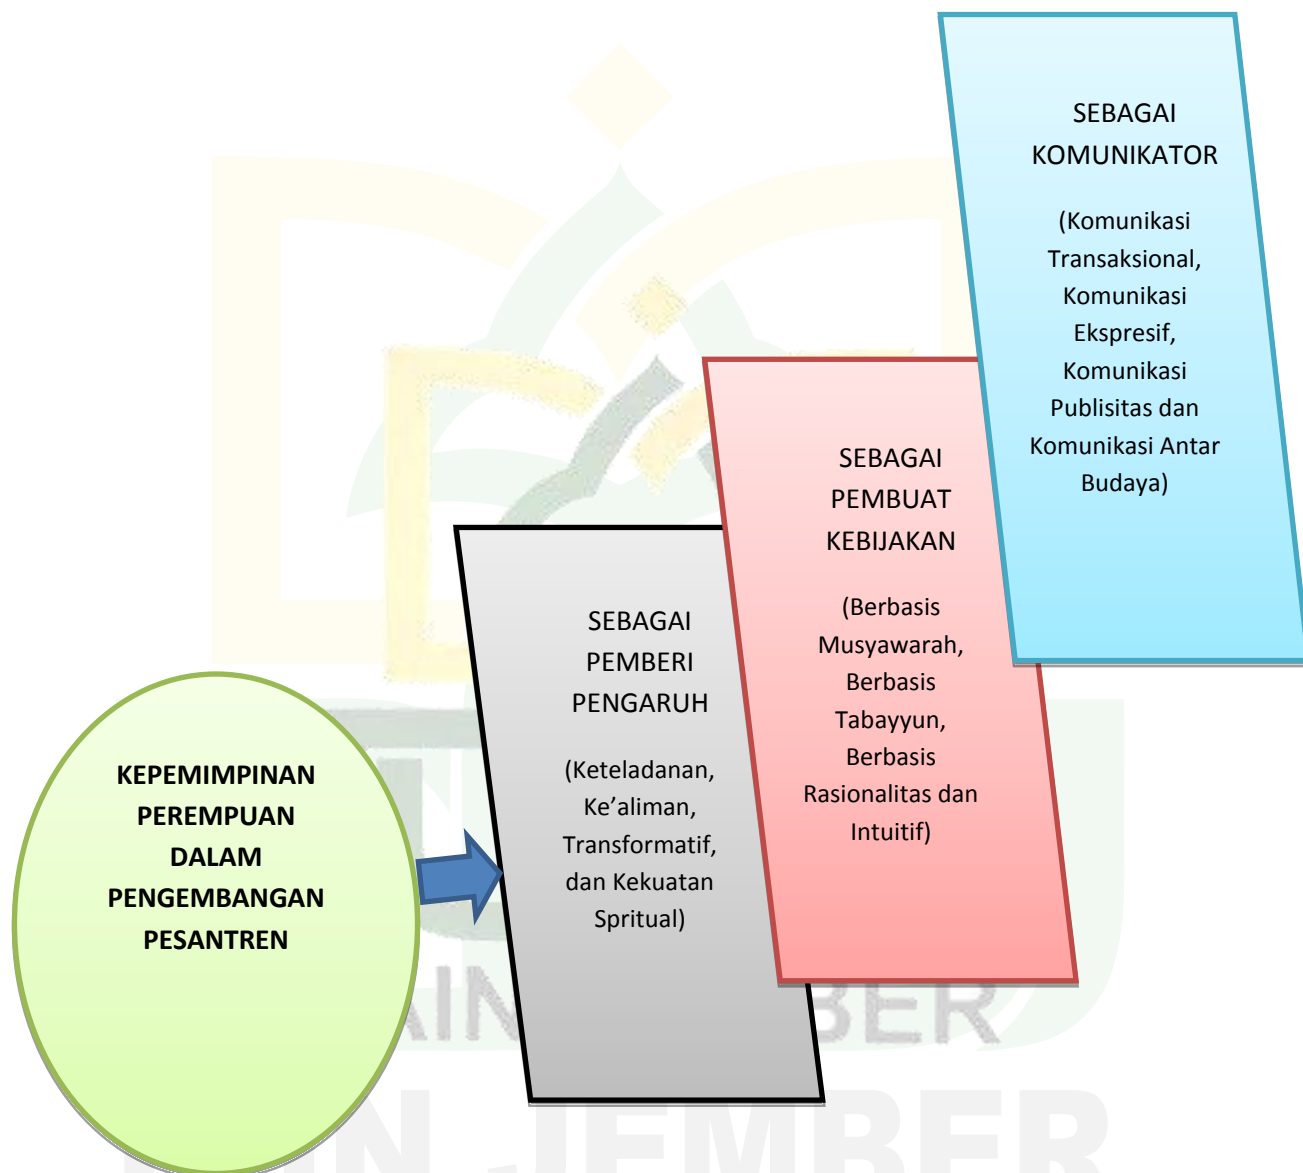 KEPEMIMPINAN
PEREMPUAN
DALAM
PENGEMBANGAN
PESANTREN
SEBAGAI
PEMBERI
PENGARUH
(Keteladanan,
Ke’aliman,
Transformatif,
dan Kekuatan
Spritual)
SEBAGAI
PEMBUAT
KEBIJAKAN
(Berbasis
Musyawarah,
Berbasis
Tabayyun,
Berbasis
Rasionalitas dan
Intuitif)
SEBAGAI
KOMUNIKATOR
(Komunikasi
Transaksional,
Komunikasi
Ekspresif,
Komunikasi
Publisitas dan
Komunikasi Antar
Budaya)
JEMBER